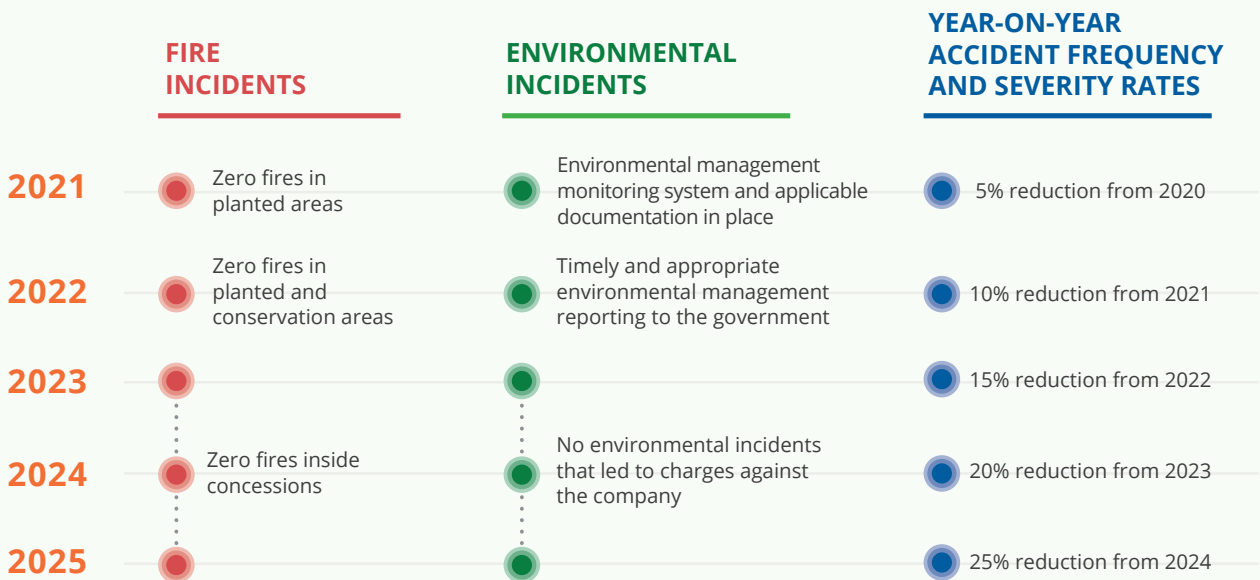 FIRE
INCIDENTS
ENVIRONMENTAL
INCIDENTS
YEAR-ON-YEAR
ACCIDENT FREQUENCY
AND SEVERITY RATES
2021
Zero fires in
planted areas
Environmental management
monitoring system and applicable
documentation in place
5% reduction from 2020
2022
Zero fires in
planted and
conservation areas
Timely and appropriate
environmental management
reporting to the government
10% reduction from 2021
2023
15% reduction from 2022
2024
Zero fires inside
concessions
No environmental incidents
that led to charges against
the company
20% reduction from 2023
2025
25% reduction from 2024